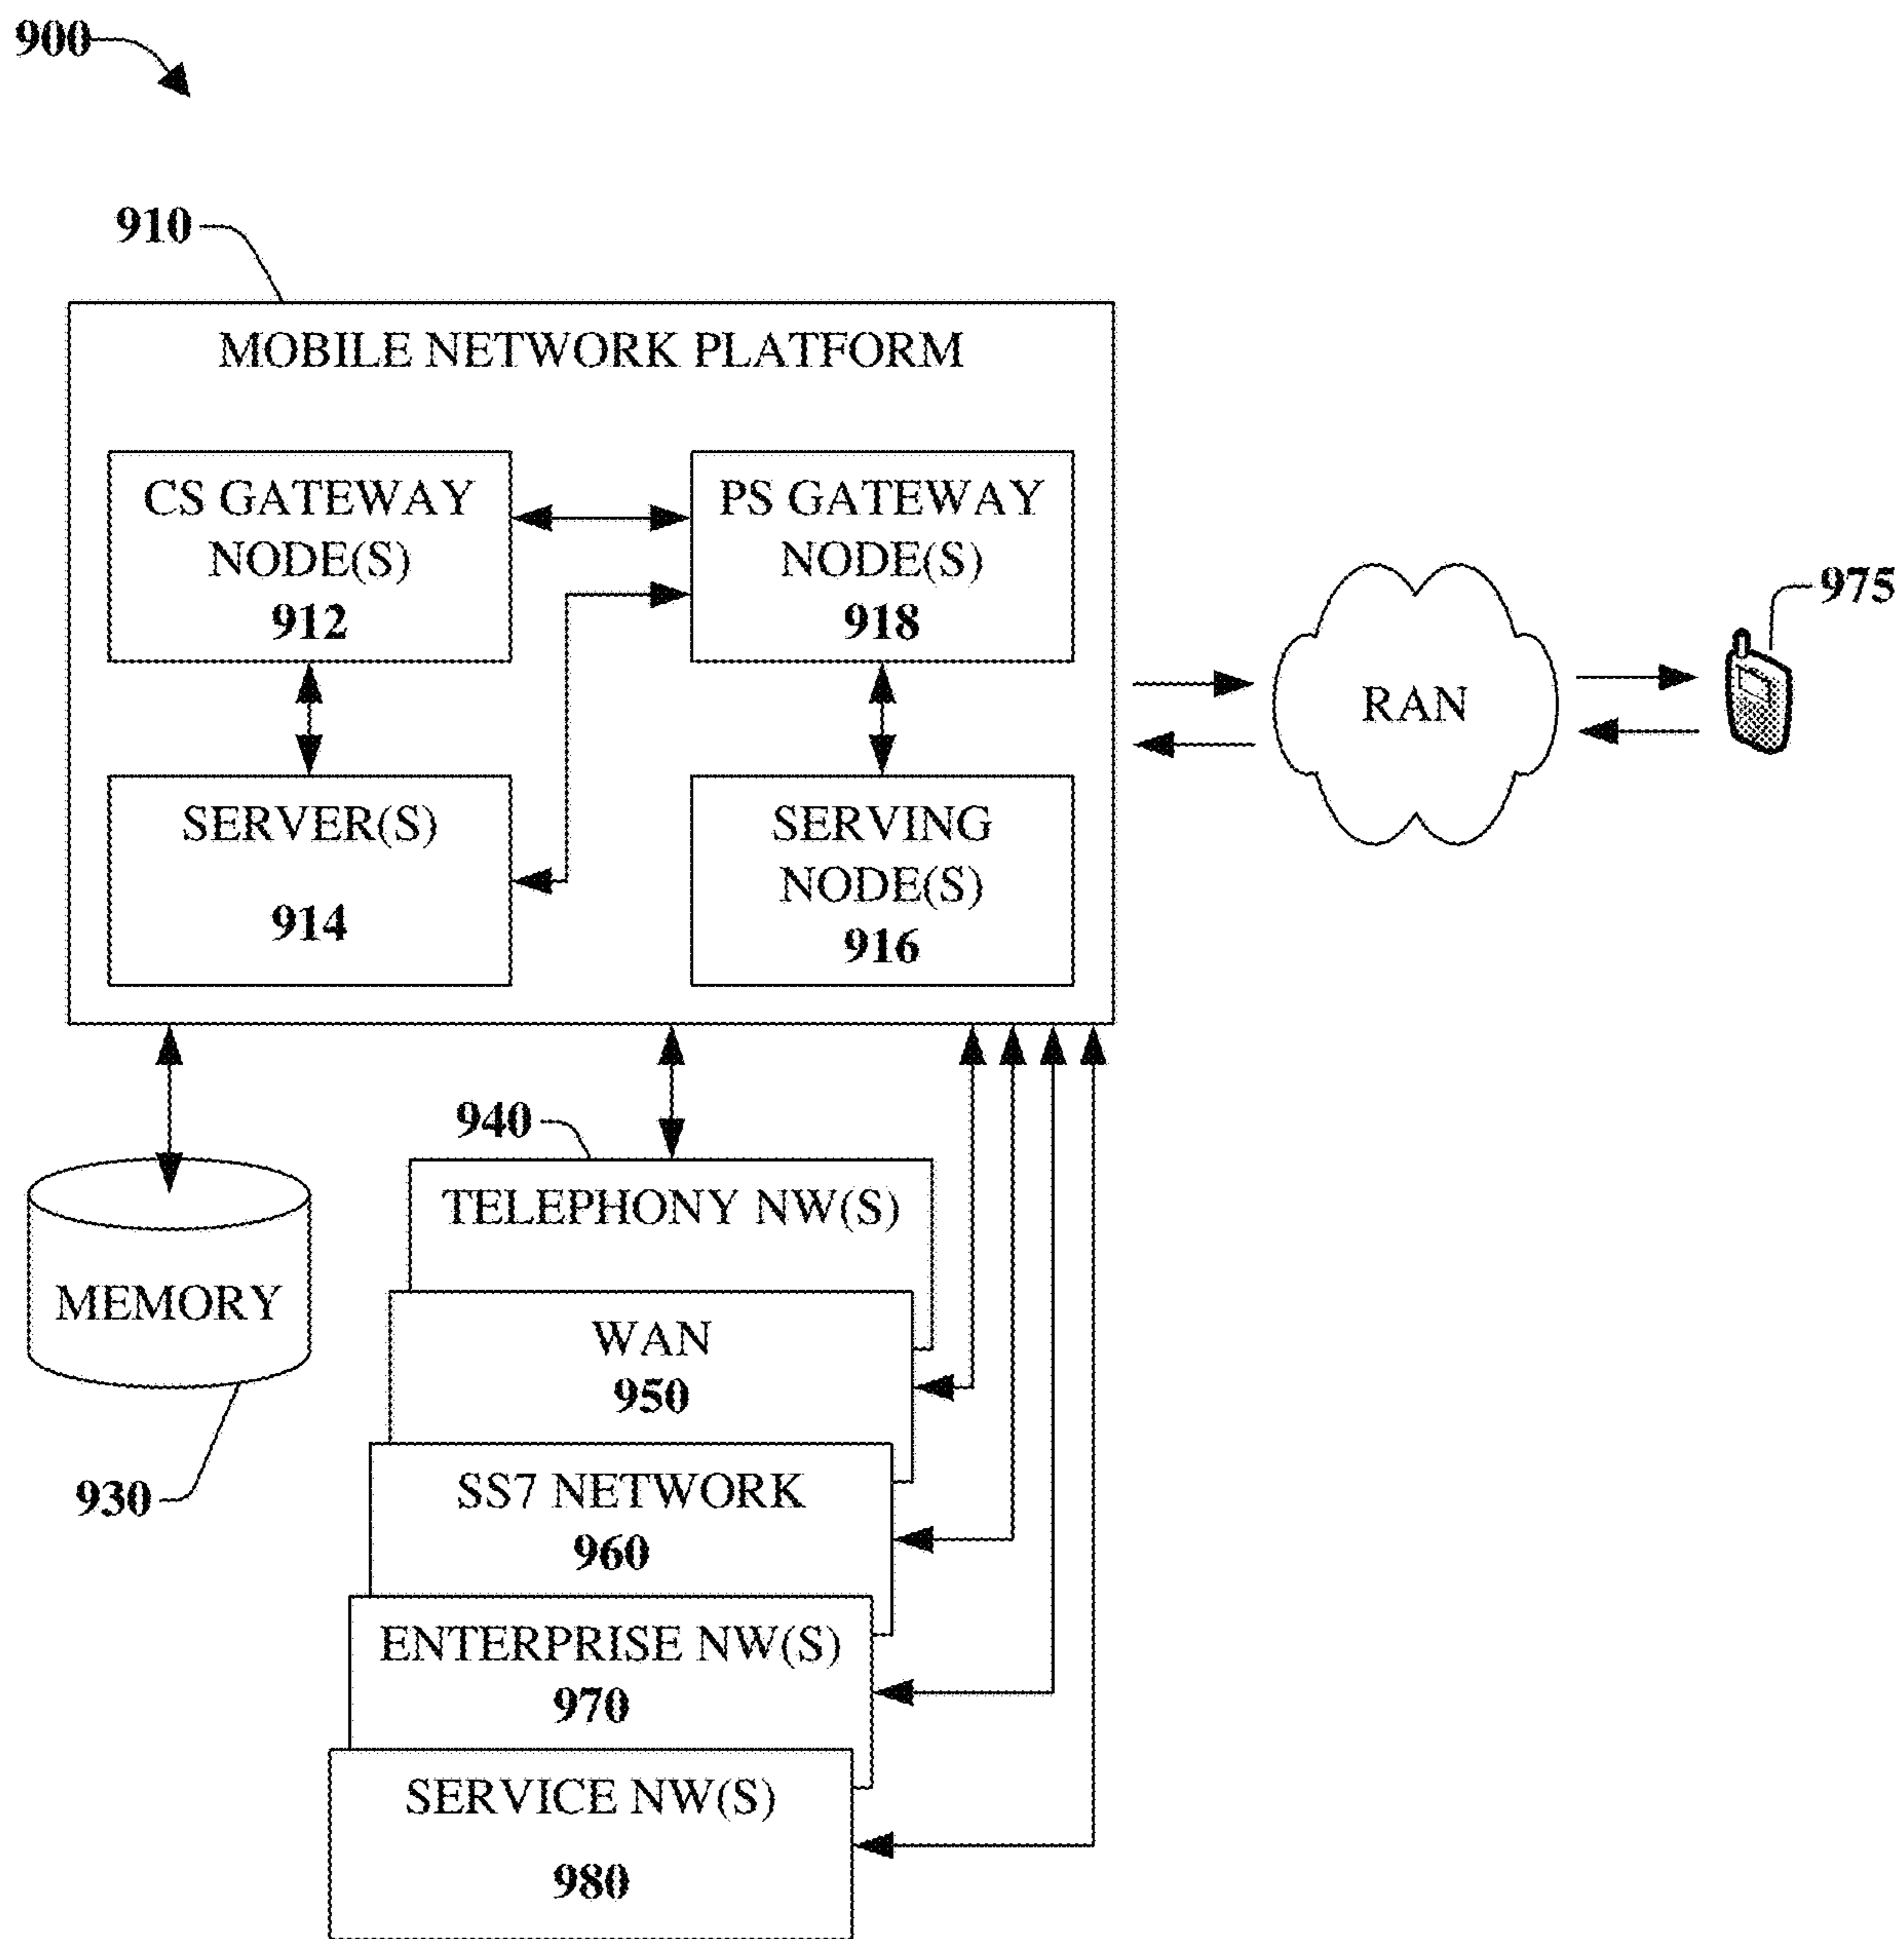 900
910
MOBILE NETWORK PLATFORM
CS GATEWAY
NODE(S)
912
PS GATEWAY
NODE(S)
918
SERVER(S)
914
SERVING
NODE(S)
916
RAN
975
940
TELEPHONY NW(S)
MEMORY
930
WAN
950
SS7 NETWORK
960
ENTERPRISE NW(S)
970
SERVICE NW(S)
980